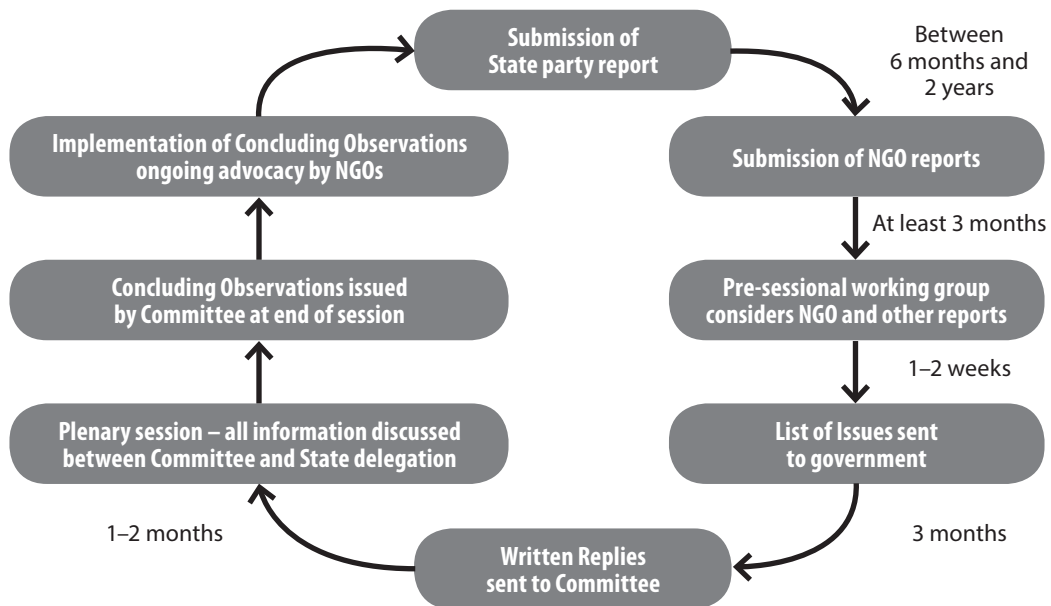 Submission of
State party report
Between
6 months and
2 years
Submission of NGO reports
At least 3 months
Pre-sessional working group
considers NGO and other reports
1–2 weeks
List of Issues sent
to government
3 months
Written Replies
sent to Committee
1–2 months
Plenary session – all information discussed
between Committee and State delegation
Concluding Observations issued
by Committee at end of session
Implementation of Concluding Observations
ongoing advocacy by NGOs